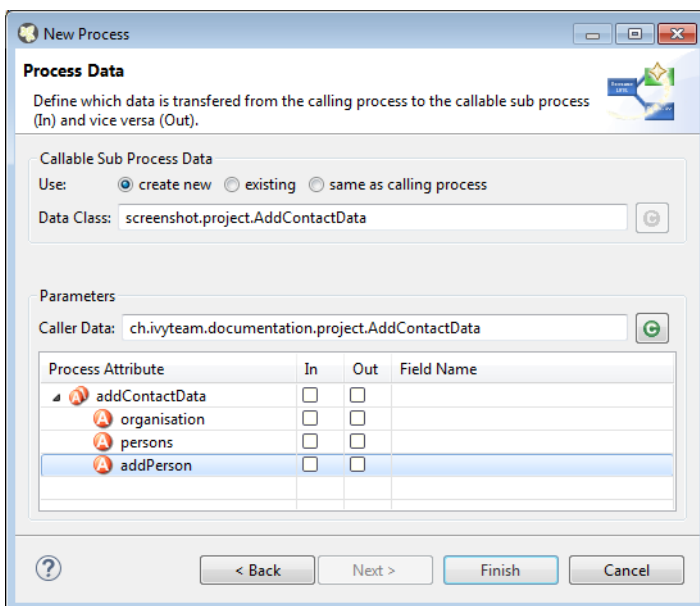 New Process
Process Data
Define which data is transfered from the calling process to the callable sub process
(In) and vice versa (Out).
Callable Sub Process Data
Use: create new existing same as calling process
Data Class: screenshot.project.AddContactData
Parameters
Caller Data: ch.ivyteam.documentation.project.AddContactData
Process Attribute In Out Field Name
addContactData
organisation
persons
addPerson
< Back Next > Finish Cancel